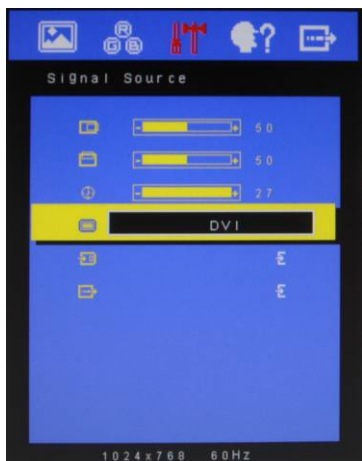 R
G B
?
Signal Source
- + 50
- + 50
- + 27
DVI
1024x768 60Hz